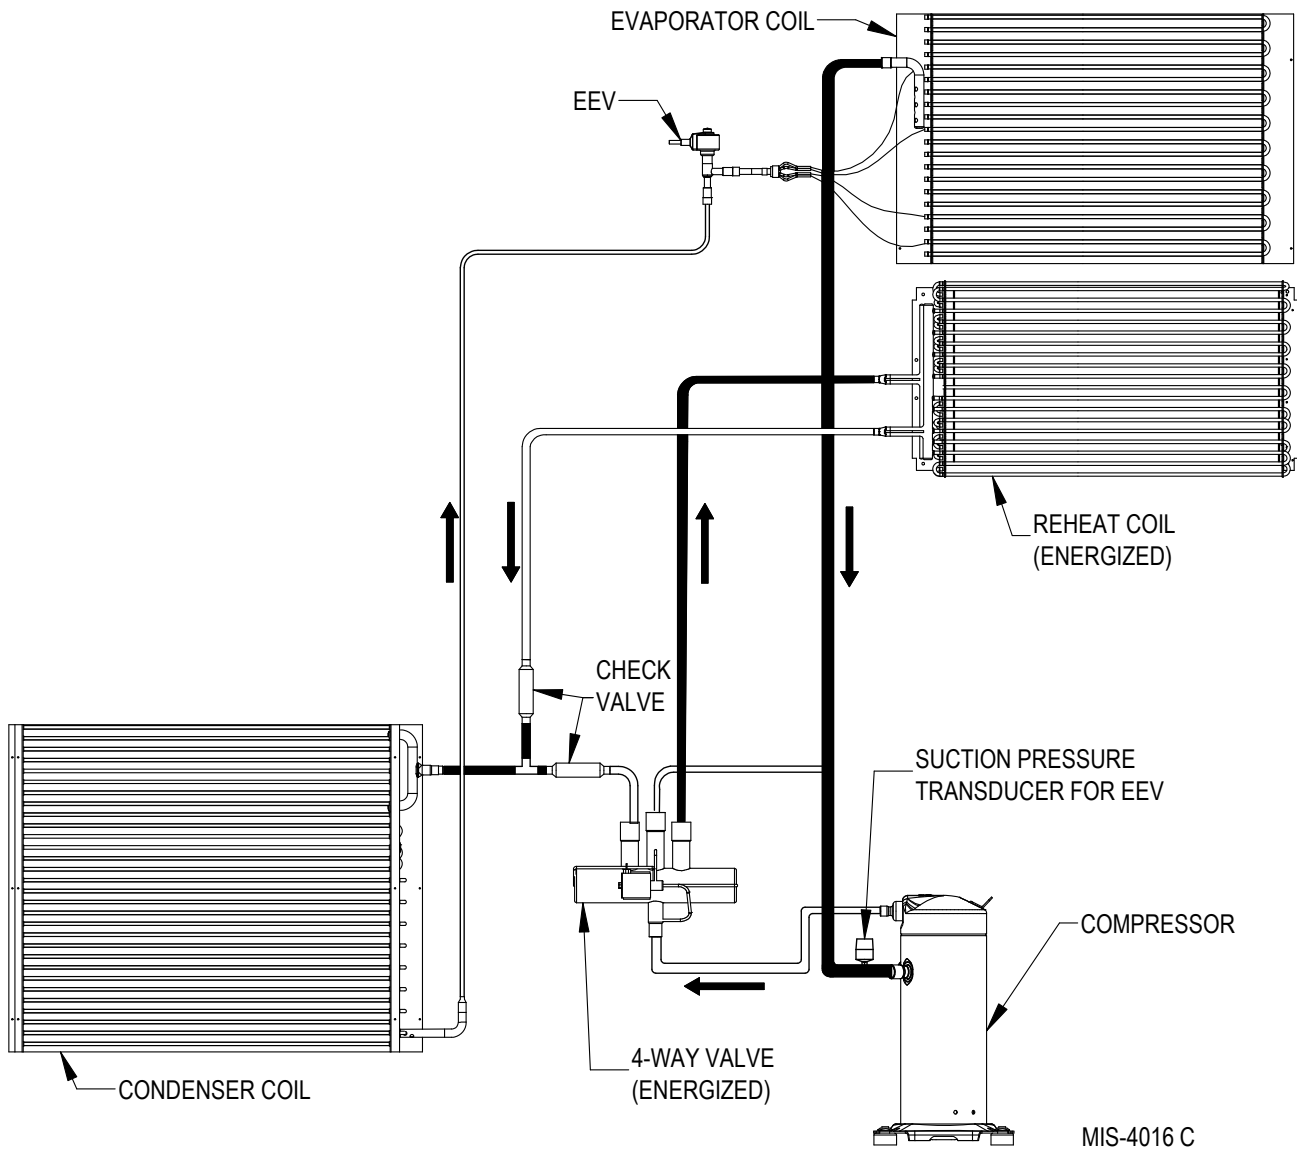 EVAPORATOR COIL
EEV
REHEAT COIL
(ENERGIZED)
CHECK
VALVE
SUCTION PRESSURE
TRANSDUCER FOR EEV
COMPRESSOR
4-WAY VALVE
(ENERGIZED)
CONDENSER COIL
MIS-4016 C